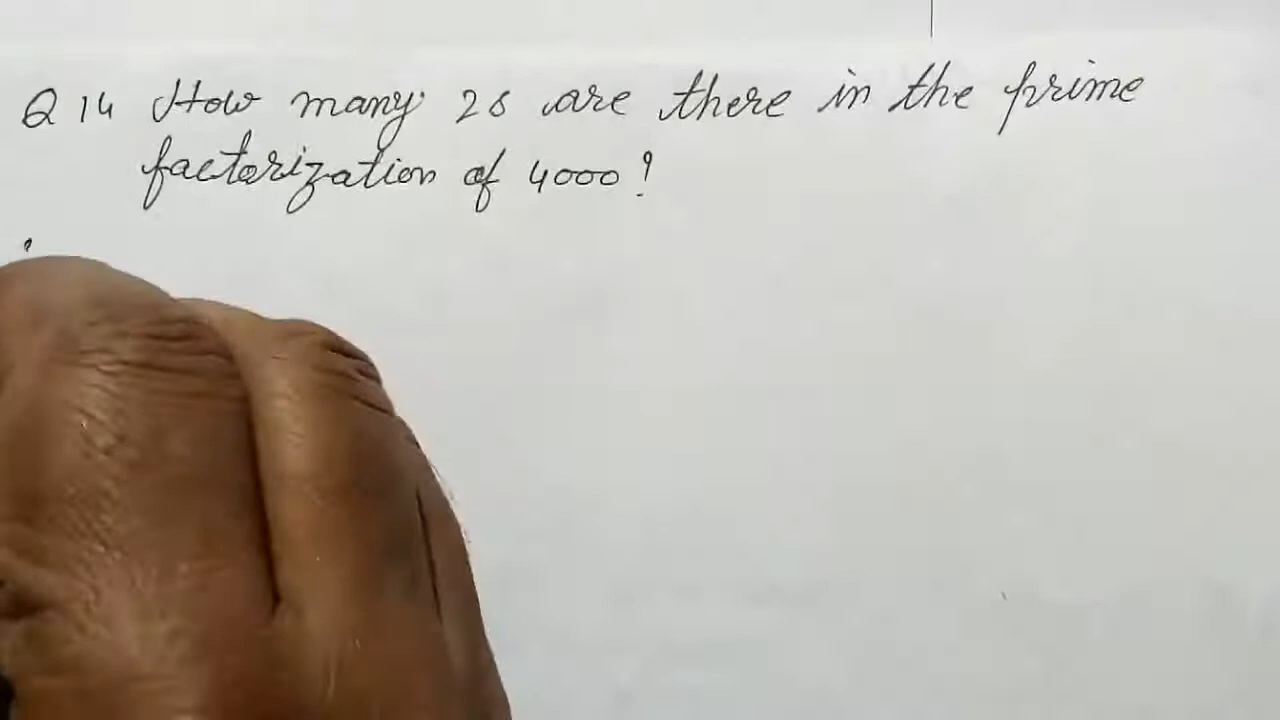 Q 14 How many 2s are there in the prime
factorization of 4000?